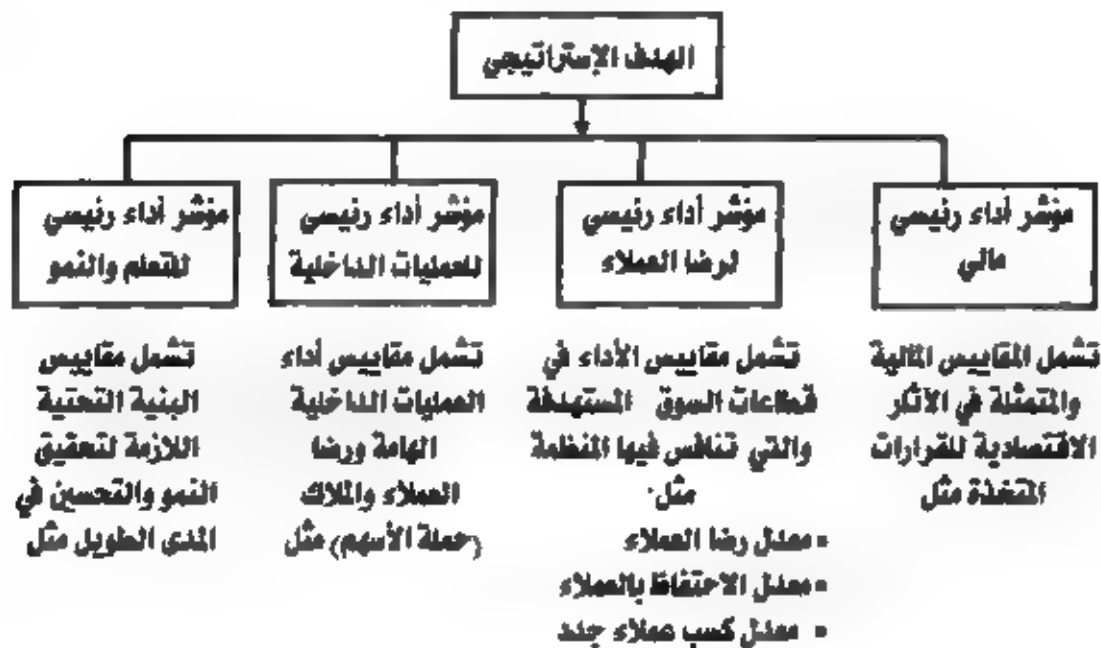 الهدف الإستراتيجي
مؤشر أداء رئيسي
مالي
تشمل المقاييس المالية
والمتمثلة في الآثار
الاقتصادية للقرارات
المتخذة مثل
مؤشر أداء رئيسي
لرضا العملاء
تشمل مقاييس الأداء في
قطاعات السوق المستهدفة
والتي تنافس فيها المنظمة
مثل:
▪ معدل رضا العملاء
▪ معدل الاحتفاظ بالعملاء
▪ معدل كسب عملاء جدد
مؤشر أداء رئيسي
للعمليات الداخلية
تشمل مقاييس أداء
العمليات الداخلية
الهامة ورضا
العملاء والملاك
(حملة الأسهم) مثل
مؤشر أداء رئيسي
للتعلم والنمو
تشمل مقاييس
البنية التحتية
اللازمة لتحقيق
النمو والتحسين في
المدى الطويل مثل